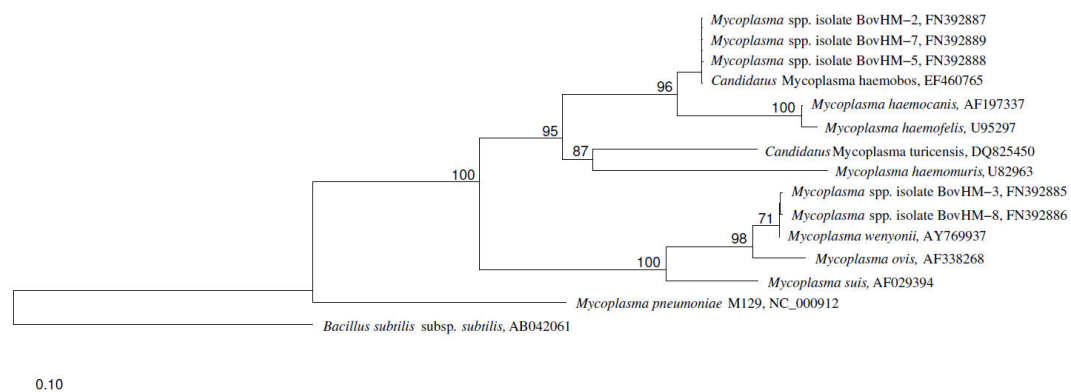 Mycoplasma spp. isolate BovHM−2, FN392887
Mycoplasma spp. isolate BovHM−7, FN392889
Mycoplasma spp. isolate BovHM−5, FN392888
Candidatus Mycoplasma haemobos, EF460765
96
100
Mycoplasma haemocanis, AF197337
Mycoplasma haemofelis, U95297
95
87
Candidatus Mycoplasma turicensis, DQ825450
Mycoplasma haemomuris, U82963
100
Mycoplasma spp. isolate BovHM−3, FN392885
71
Mycoplasma spp. isolate BovHM−8, FN392886
Mycoplasma wenyonii, AY769937
98
Mycoplasma ovis, AF338268
100
Mycoplasma suis, AF029394
Mycoplasma pneumoniae M129, NC_000912
Bacillus subtilis subsp. subtilis, AB042061
0.10